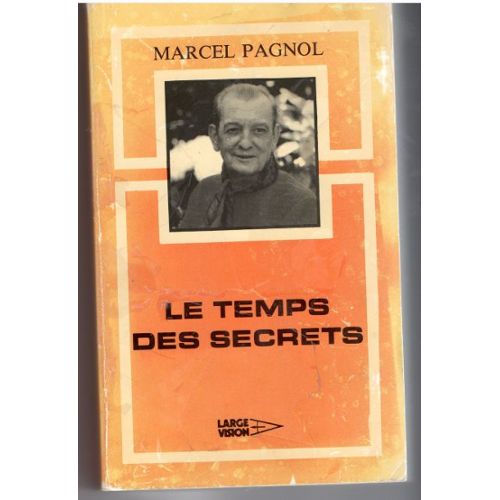 MARCEL PAGNOL
LE TEMPS
DES SECRETS
LARGE
VISION